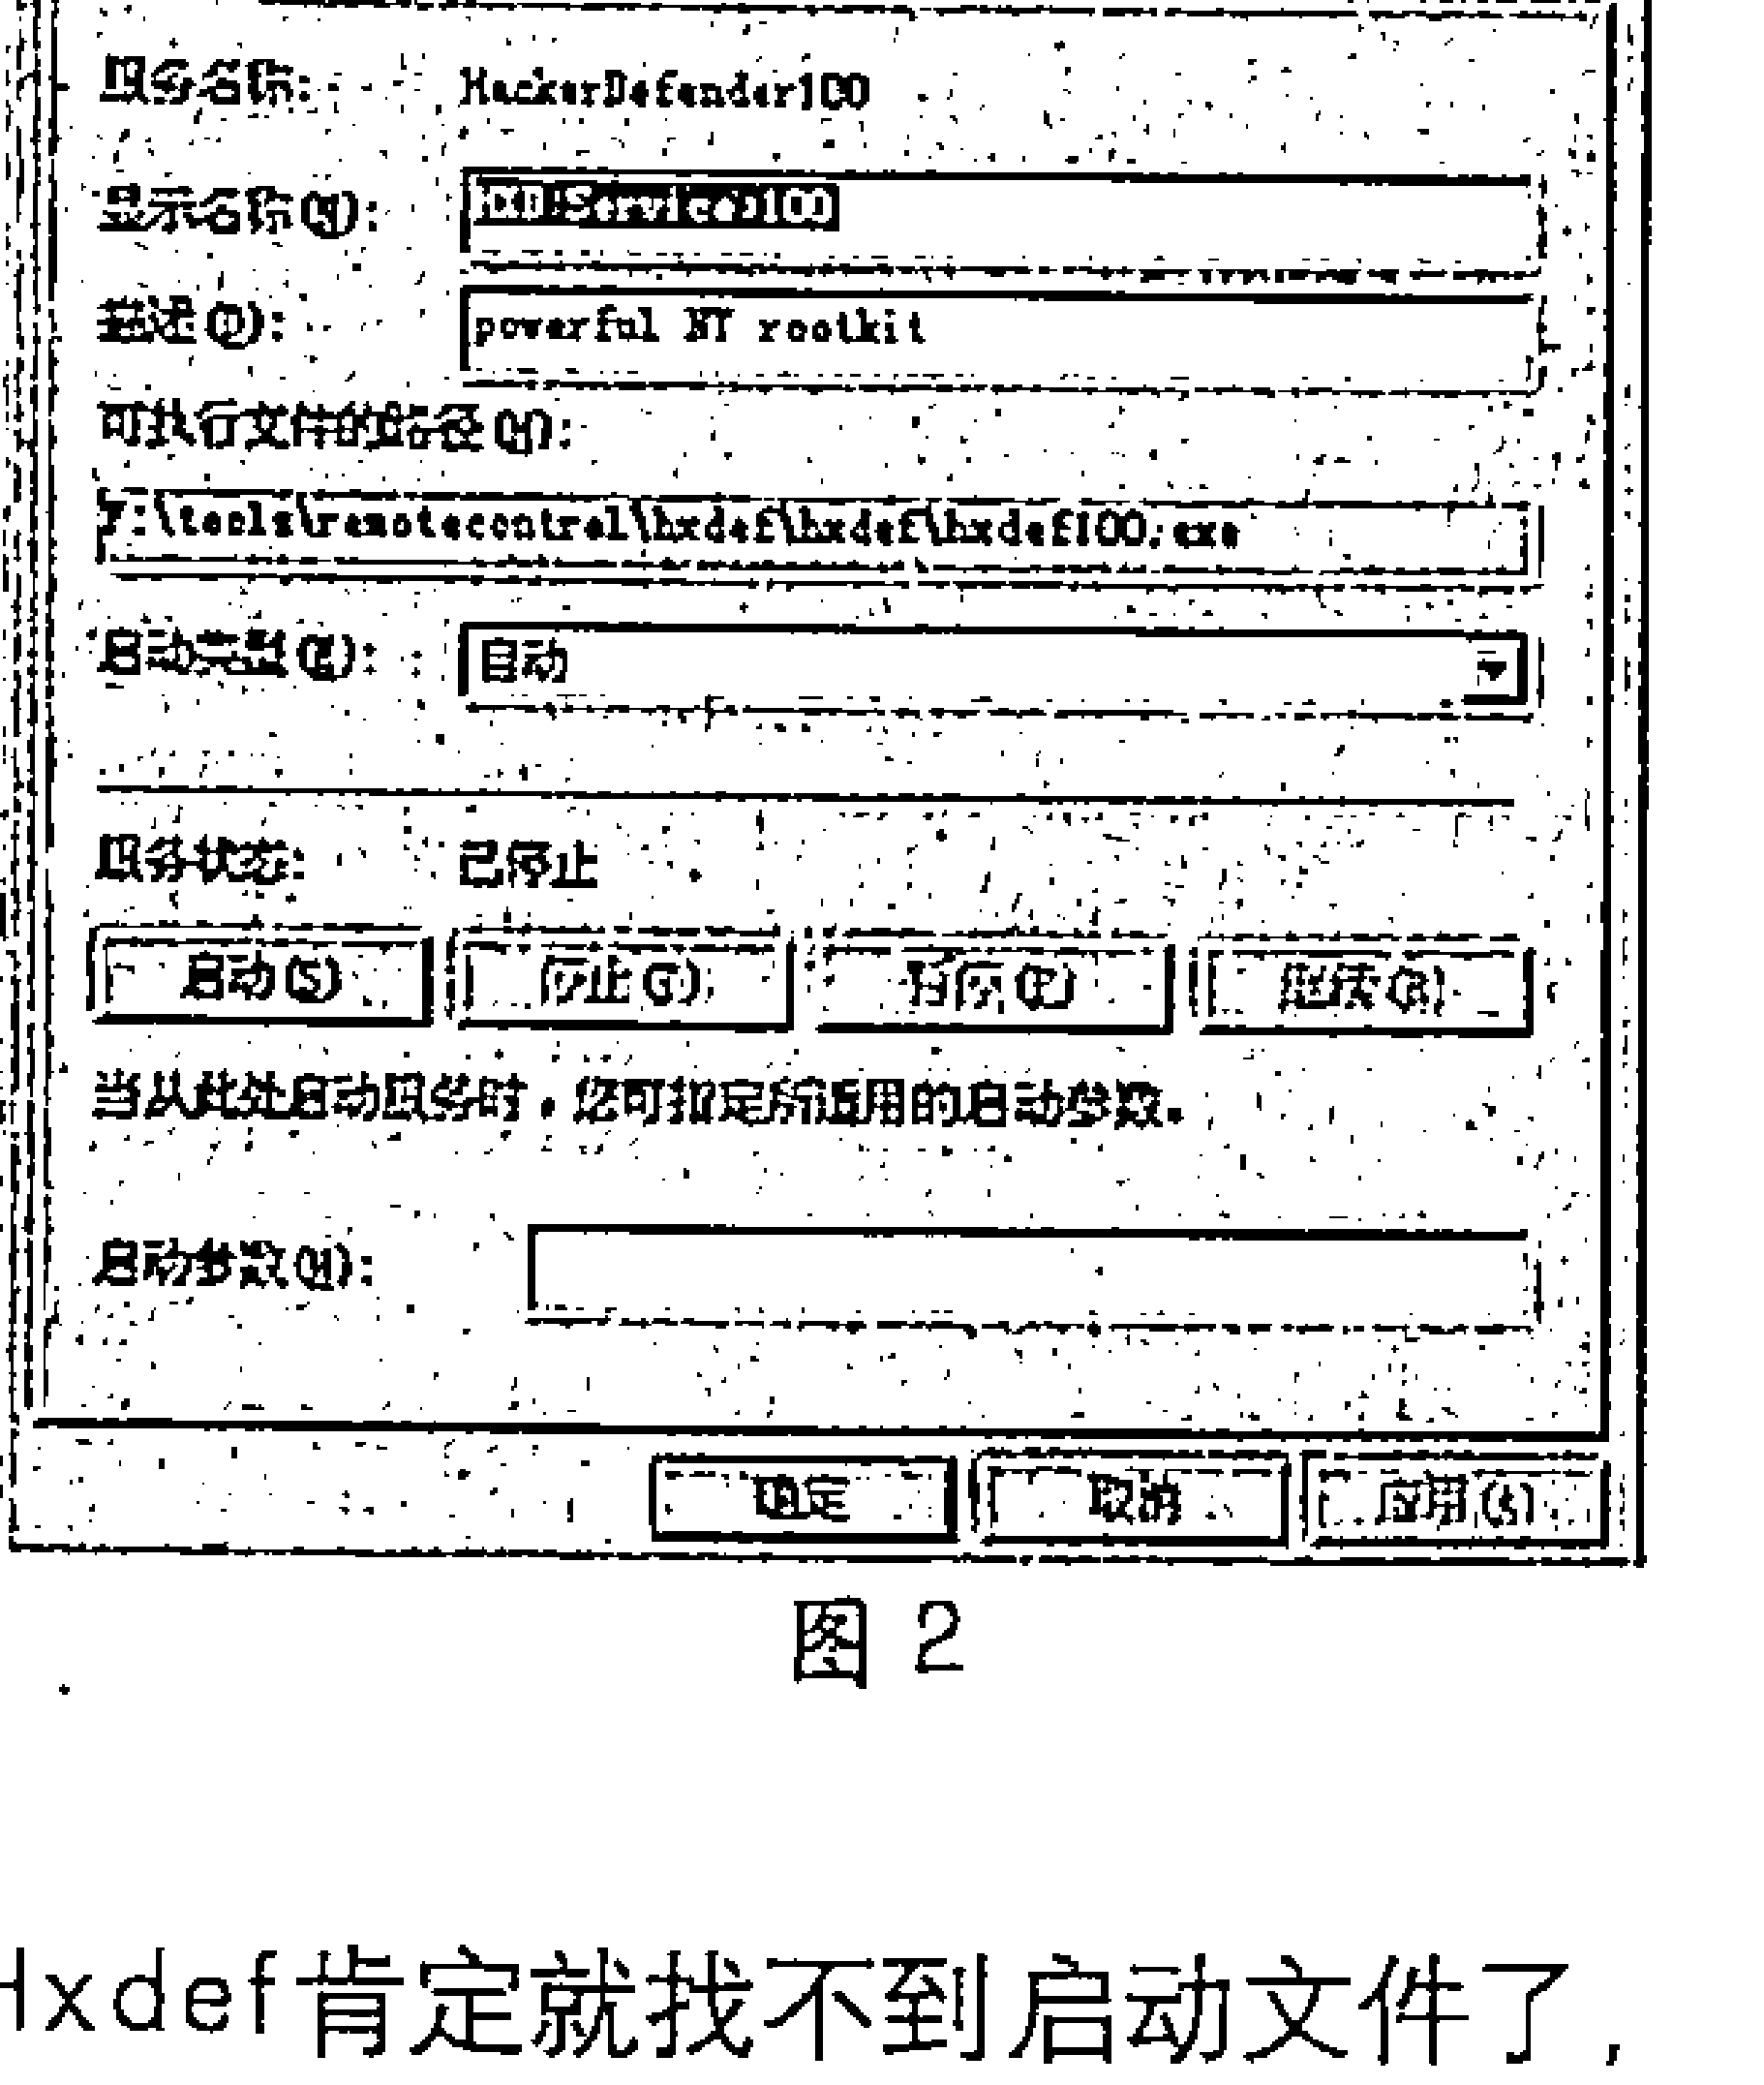 服务名称: HackerDefender100
显示名称(N): HXD Service 100
描述(D): powerful NT rootkit
可执行文件的路径(H):
F:\tools\remotecontrol\hxdef\hxdef\hxdef100.exe
启动类型(E): 自动
服务状态: 已停止
启动(S) 停止(T) 暂停(P) 继续(R)
当从此处启动服务时，您可指定所适用的启动参数。
启动参数(M):
确定 取消 应用(A)
图 2
Hxdef肯定就找不到启动文件了,